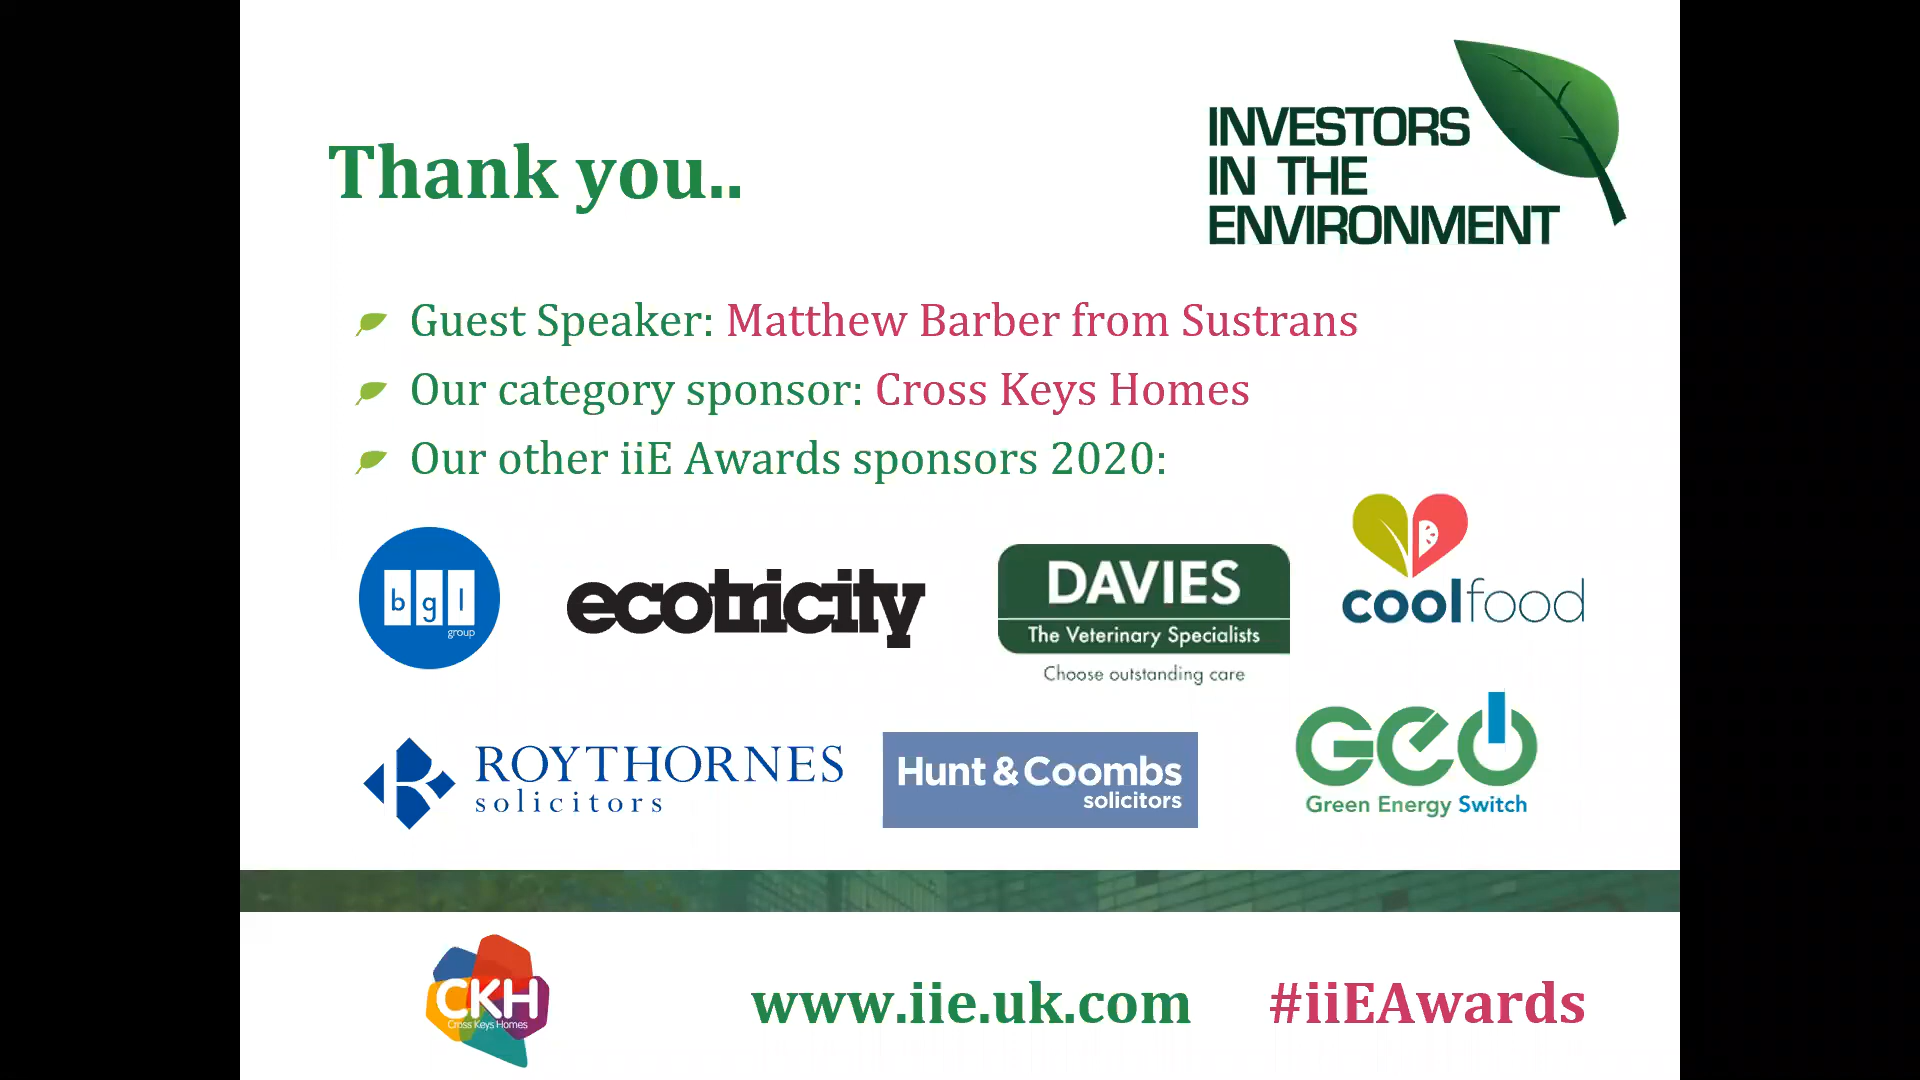 Thank you..
INVESTORS
IN THE
ENVIRONMENT
Guest Speaker: Matthew Barber from Sustrans
Our category sponsor: Cross Keys Homes
Our other iiE Awards sponsors 2020:
bgl
group
ecotricity
DAVIES
The Veterinary Specialists
Choose outstanding care
coolfood
ROYTHORNES
solicitors
Hunt & Coombs
solicitors
GEO
Green Energy Switch
CKH
Cross Keys Homes
www.iie.uk.com
#iiEAwards